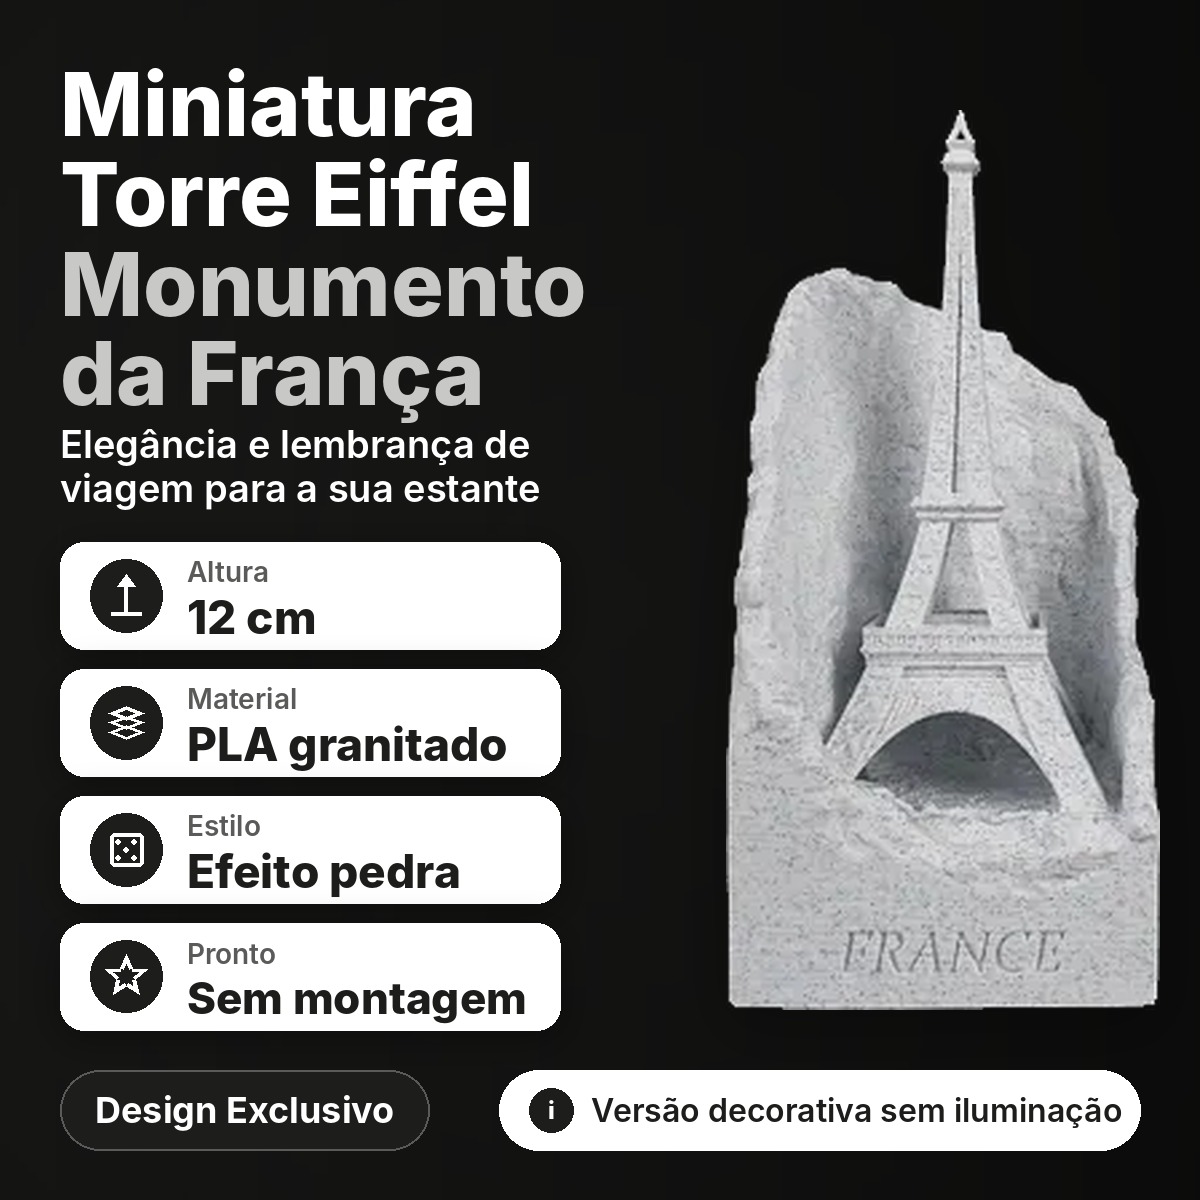 Miniatura
Torre Eiffel
Monumento
da França
Elegância e lembrança de
viagem para a sua estante
Altura
12 cm
Material
PLA granitado
Estilo
Efeito pedra
Pronto
Sem montagem
FRANCE
Design Exclusivo
i Versão decorativa sem iluminação